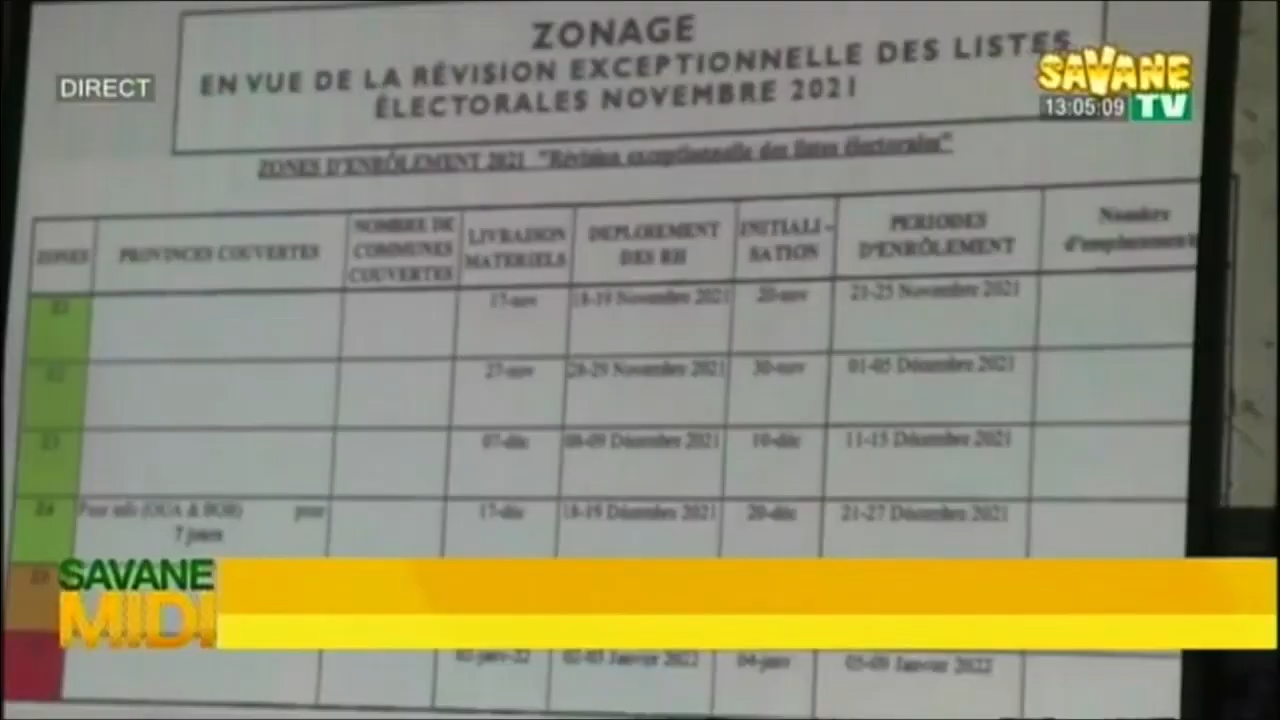 ZONAGE
EN VUE DE LA RÉVISION EXCEPTIONNELLE DES LISTES
ÉLECTORALES NOVEMBRE 2021
DIRECT
SAVANE
13:05:09 TV
ZONES D'ENRÔLEMENT 2021 "Révision exceptionnelle des listes électorales"
ZONES PROVINCES COUVERTES NOMBRE DE COMMUNES COUVERTES LIVRAISON MATERIELS DEPLOIEMENT DES RH INITIALI - SATION PERIODES D'ENRÔLEMENT Nombre
17-nov 18-19 Novembre 2021 20-nov 21-25 Novembre 2021
27-nov 28-29 Novembre 2021 30-nov 01-05 Décembre 2021
07-déc 08-09 Décembre 2021 10-déc 11-15 Décembre 2021
17-déc 18-19 Décembre 2021 20-déc 21-27 Décembre 2021
7 jours
SAVANE
MIDI
02-03 Janvier 2022 04-janv 05-09 Janvier 2022